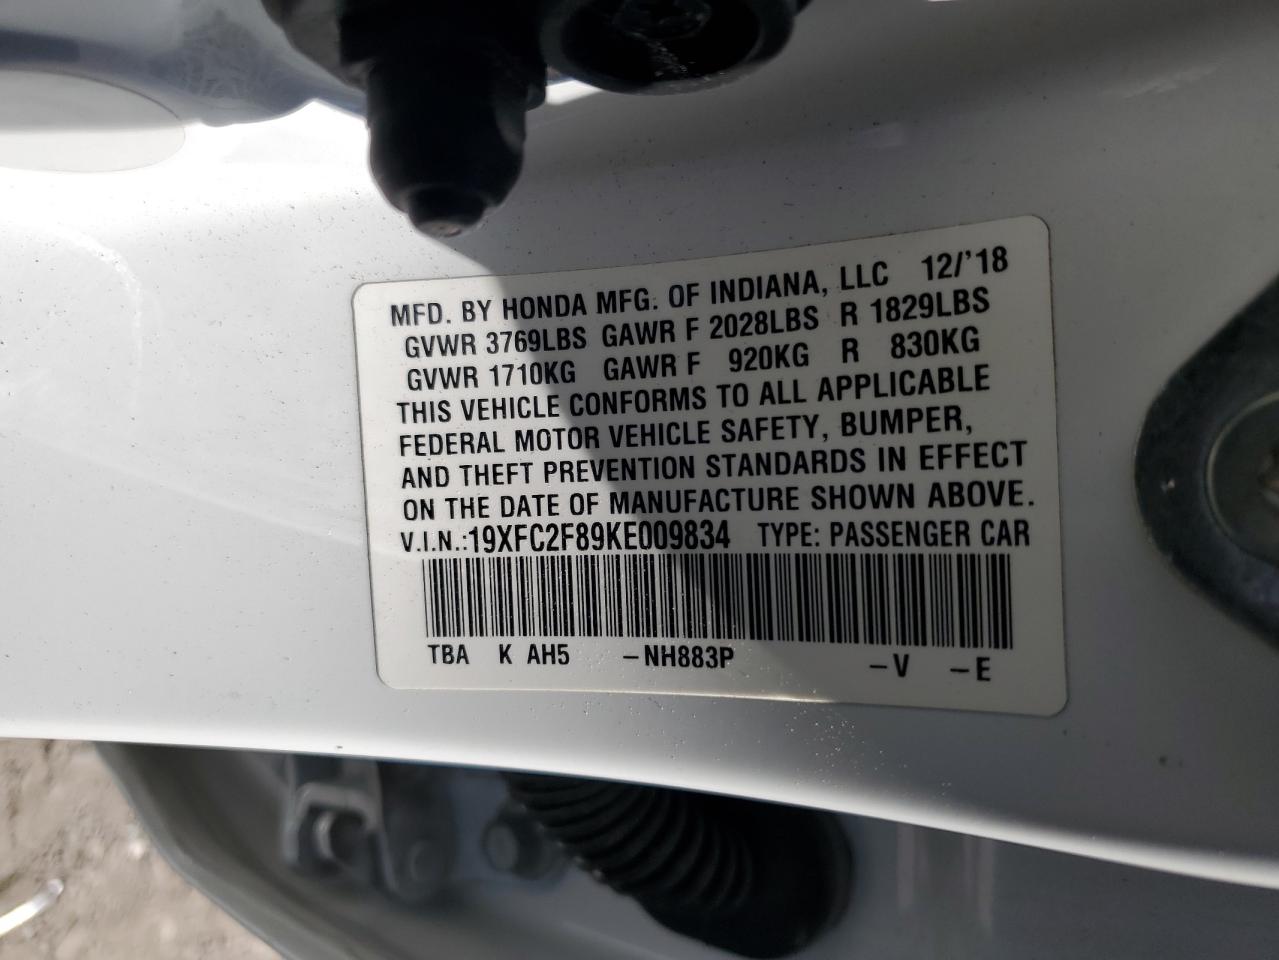 MFD. BY HONDA MFG. OF INDIANA, LLC 12/'18
GVWR 3769LBS GAWR F 2028LBS R 1829LBS
GVWR 1710KG GAWR F 920KG R 830KG
THIS VEHICLE CONFORMS TO ALL APPLICABLE
FEDERAL MOTOR VEHICLE SAFETY, BUMPER,
AND THEFT PREVENTION STANDARDS IN EFFECT
ON THE DATE OF MANUFACTURE SHOWN ABOVE.
V.I.N.:19XFC2F89KE009834 TYPE: PASSENGER CAR
TBA K AH5 -NH883P -V -E